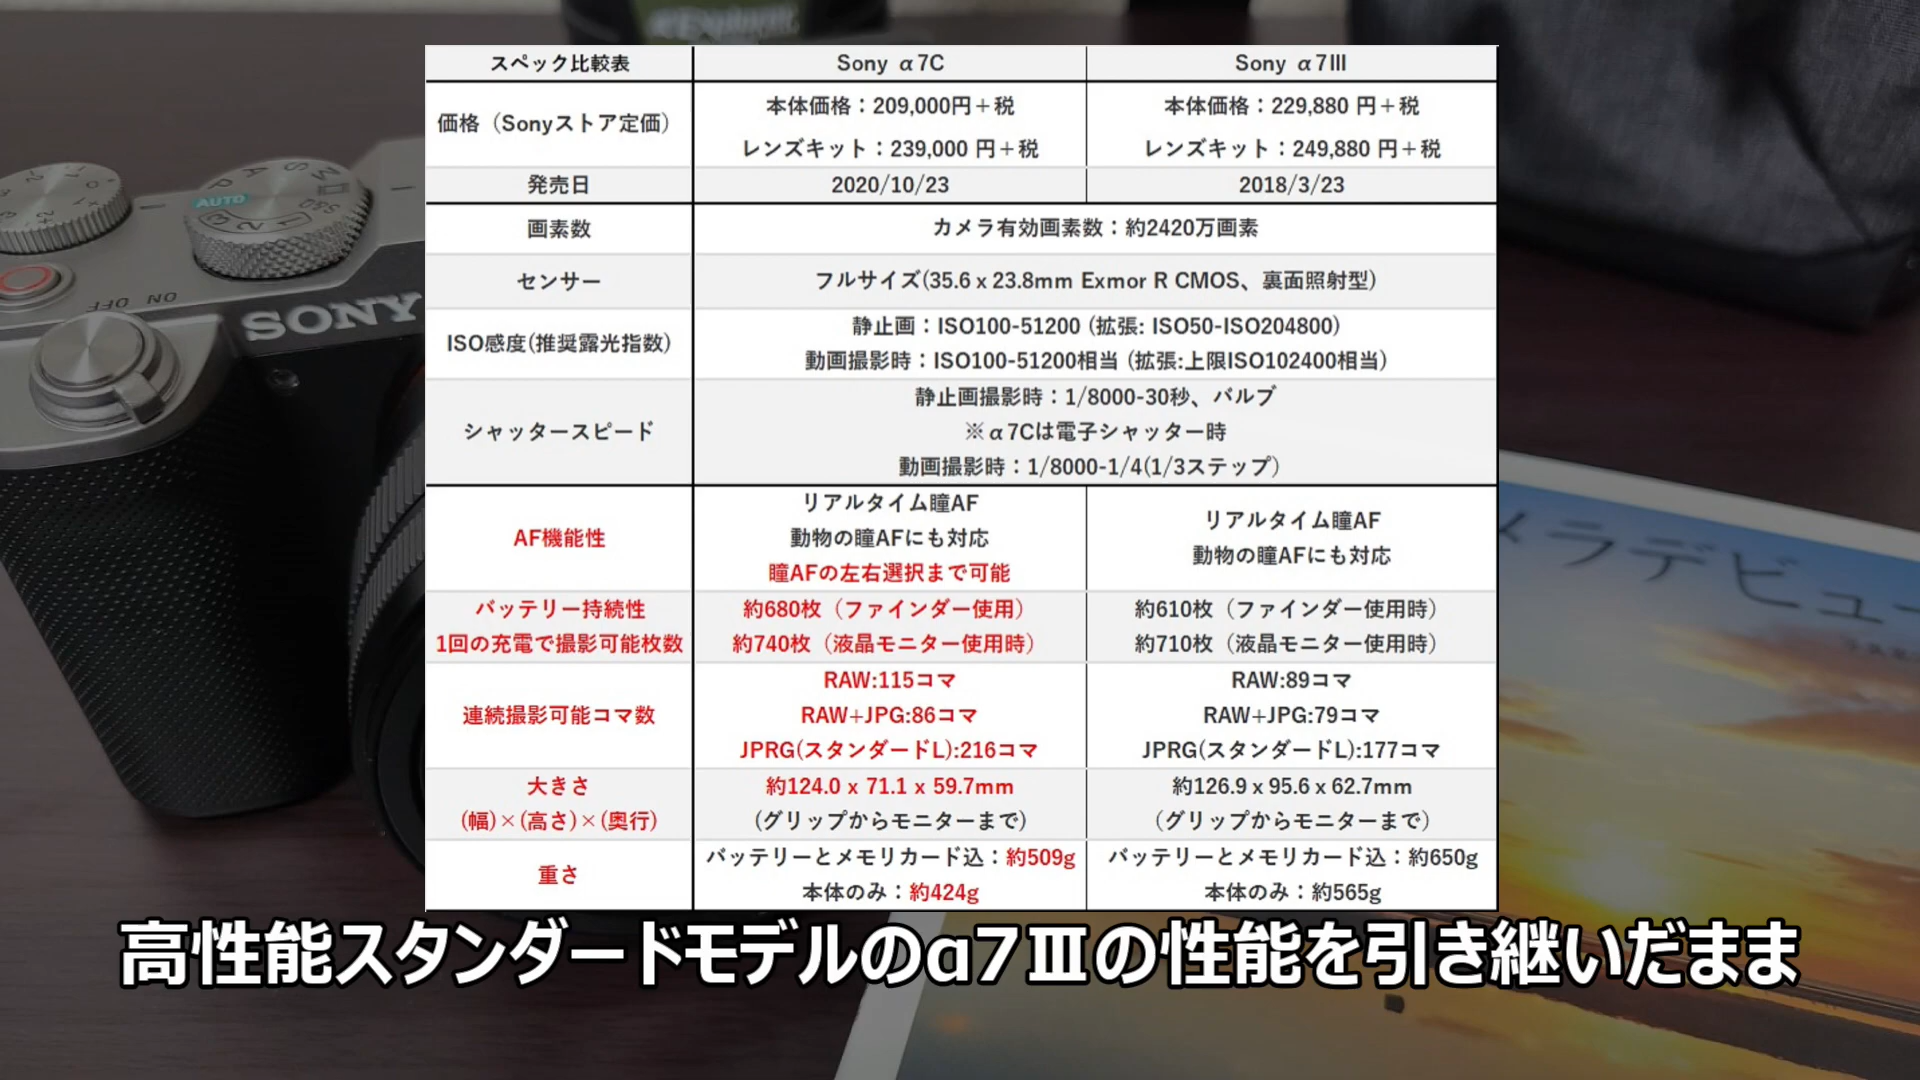 スペック比較表 Sony α7C Sony α7III
価格（Sonyストア定価） 本体価格：209,000円＋税 本体価格：229,880 円＋税
レンズキット：239,000 円＋税 レンズキット：249,880 円＋税
発売日 2020/10/23 2018/3/23
画素数 カメラ有効画素数：約2420万画素
センサー フルサイズ(35.6 x 23.8mm Exmor R CMOS、裏面照射型)
ISO感度(推奨露光指数) 静止画：ISO100-51200 (拡張: ISO50-ISO204800)
動画撮影時：ISO100-51200相当 (拡張:上限ISO102400相当)
シャッタースピード 静止画撮影時：1/8000-30秒、バルブ
※α7Cは電子シャッター時
動画撮影時：1/8000-1/4(1/3ステップ)
AF機能性 リアルタイム瞳AF リアルタイム瞳AF
動物の瞳AFにも対応 動物の瞳AFにも対応
瞳AFの左右選択まで可能
バッテリー持続性 約680枚（ファインダー使用） 約610枚（ファインダー使用時）
1回の充電で撮影可能枚数 約740枚（液晶モニター使用時） 約710枚（液晶モニター使用時）
連続撮影可能コマ数 RAW:115コマ RAW:89コマ
RAW+JPG:86コマ RAW+JPG:79コマ
JPRG(スタンダードL):216コマ JPRG(スタンダードL):177コマ
大きさ 約124.0 x 71.1 x 59.7mm 約126.9 x 95.6 x 62.7mm
(幅)×(高さ)×(奥行) (グリップからモニターまで) （グリップからモニターまで）
重さ バッテリーとメモリカード込：約509g バッテリーとメモリカード込：約650g
本体のみ：約424g 本体のみ：約565g
高性能スタンダードモデルのα7Ⅲの性能を引き継いだまま
SONY
AUTO
P A S M
S&Q
1 2 3
ON OFF
メラデビュー